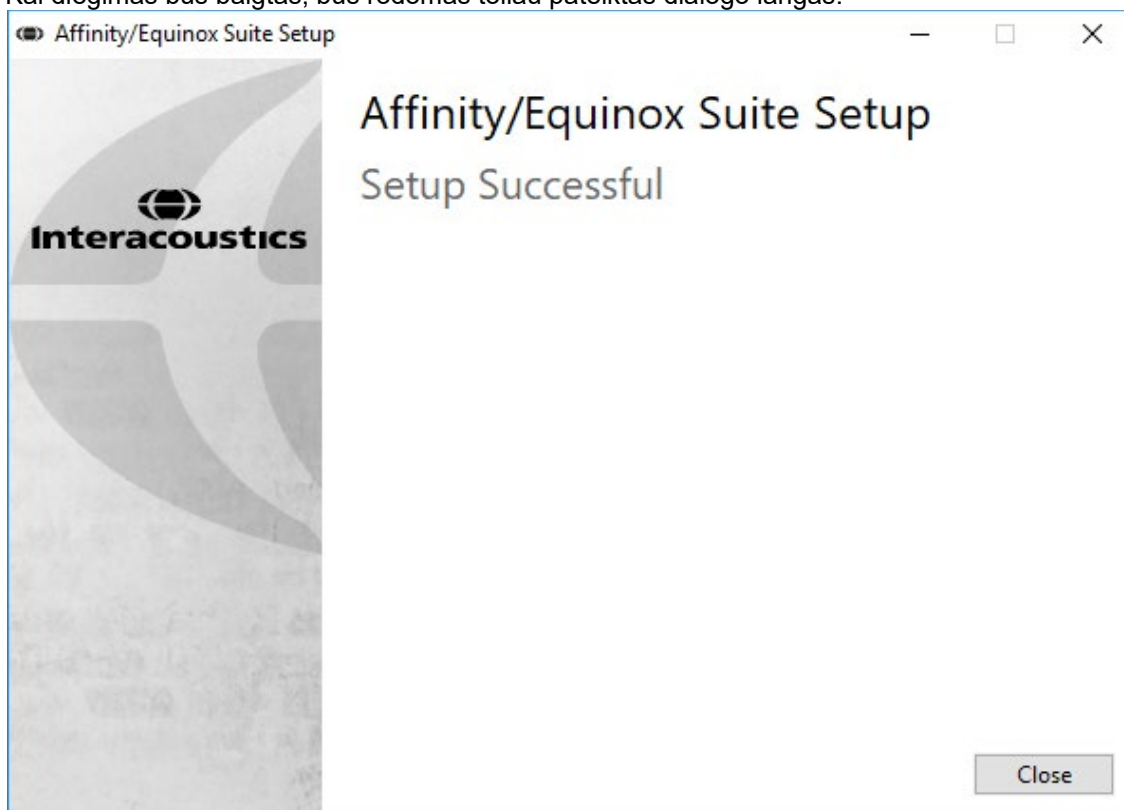 Kai diegimas bus baigtas, bus rodomas toliau pateiktas dialogo langas.
Affinity/Equinox Suite Setup
Affinity/Equinox Suite Setup
Setup Successful
Interacoustics
Close